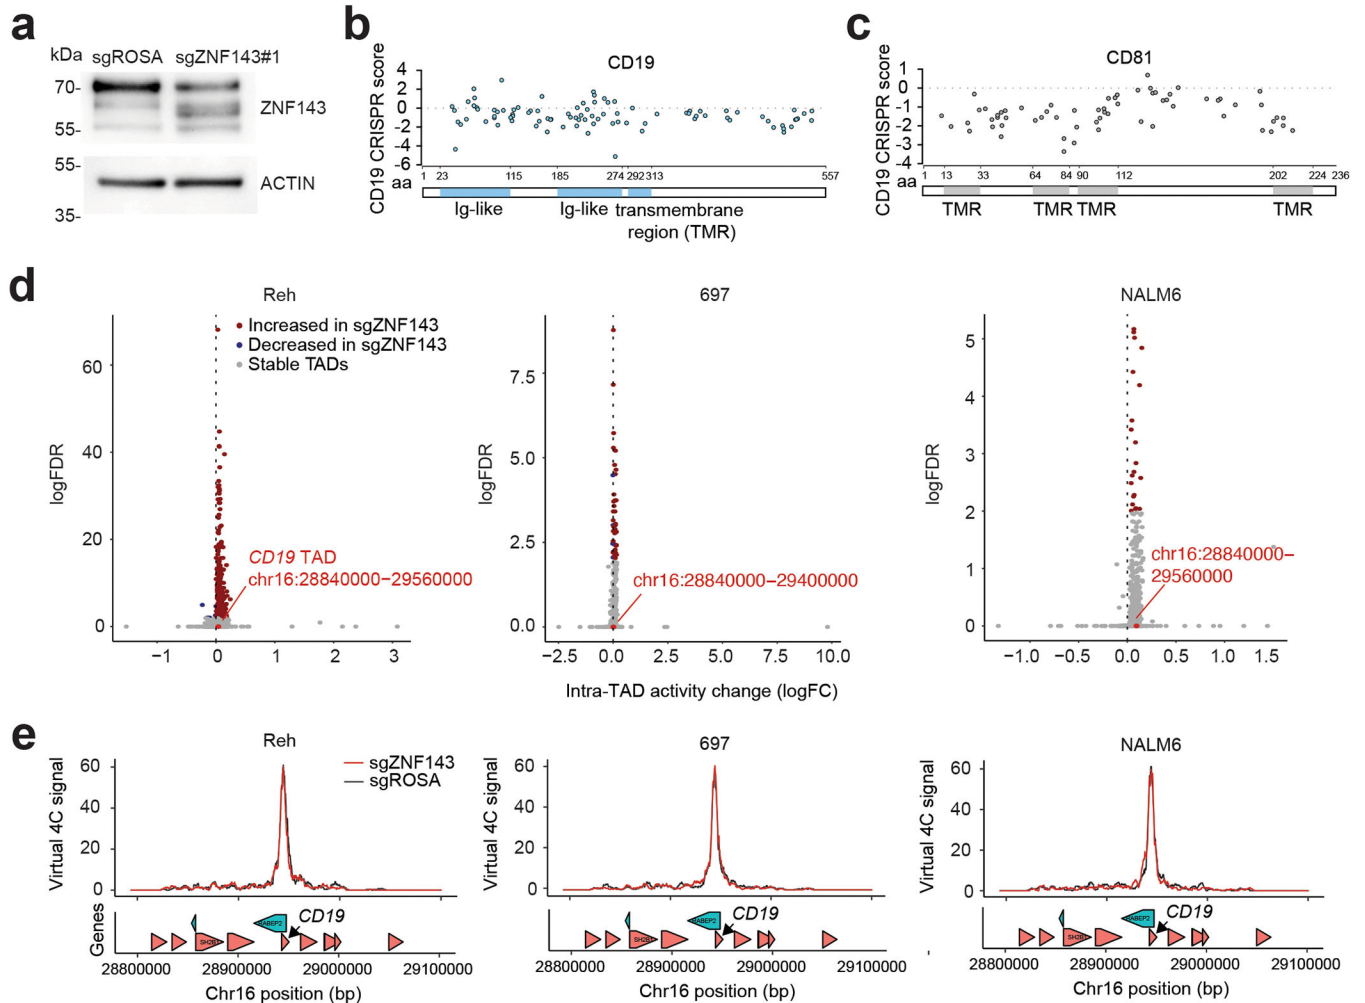 a
kDa sgROSA sgZNF143#1
70-
ZNF143
55-
55-
ACTIN
35-
b
CD19
CD19 CRISPR score
4
2
0
-2
-4
-6
aa
1 23 115 185 274 292 313 557
Ig-like Ig-like transmembrane
region (TMR)
c
CD81
CD19 CRISPR score
1
0
-1
-2
-3
-4
aa
1 13 33 64 84 90 112 202 224 236
TMR TMR TMR TMR
d
Reh
Increased in sgZNF143
Decreased in sgZNF143
Stable TADs
logFDR
60
40
20
0
CD19 TAD
chr16:28840000–29560000
−1 0 1 2 3
697
logFDR
7.5
5.0
2.5
0.0
chr16:28840000–29400000
−2.5 0.0 2.5 5.0 7.5 10.0
Intra-TAD activity change (logFC)
NALM6
logFDR
5
4
3
2
1
0
chr16:28840000–
29560000
−1.0 −0.5 0.0 0.5 1.0 1.5
e
Reh
sgZNF143
sgROSA
Virtual 4C signal
60
40
20
0
Genes
CD19
28800000 28900000 29000000 29100000
Chr16 position (bp)
697
Virtual 4C signal
60
40
20
0
CD19
28800000 28900000 29000000 29100000
Chr16 position (bp)
NALM6
Virtual 4C signal
60
40
20
0
CD19
28800000 28900000 29000000 29100000
Chr16 position (bp)